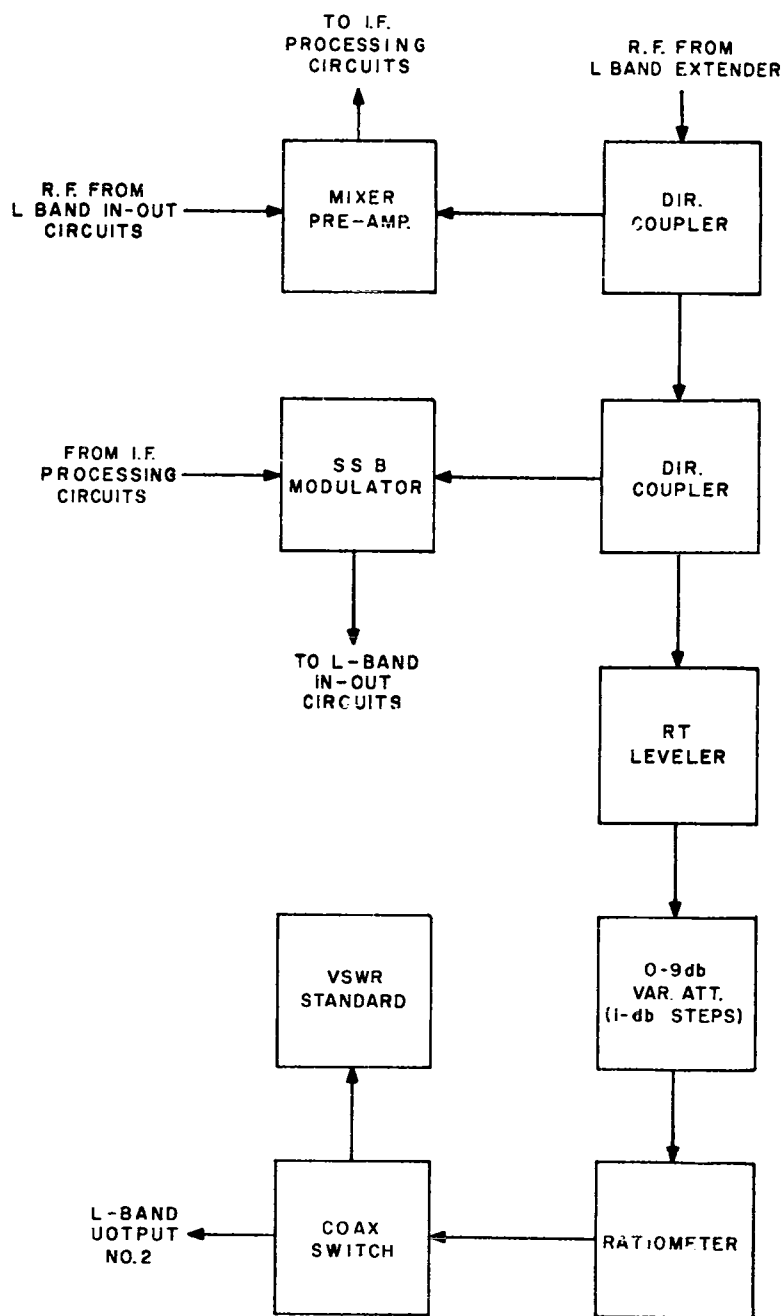 TO I.F.
PROCESSING
CIRCUITS
R.F. FROM
L BAND EXTENDER
R.F. FROM
L BAND IN-OUT
CIRCUITS
MIXER
PRE-AMP.
DIR.
COUPLER
FROM I.F.
PROCESSING
CIRCUITS
SSB
MODULATOR
DIR.
COUPLER
TO L-BAND
IN-OUT
CIRCUITS
RT
LEVELER
VSWR
STANDARD
0-9db
VAR. ATT.
(1-db STEPS)
L-BAND
UOTPUT
NO.2
COAX
SWITCH
RATIOMETER